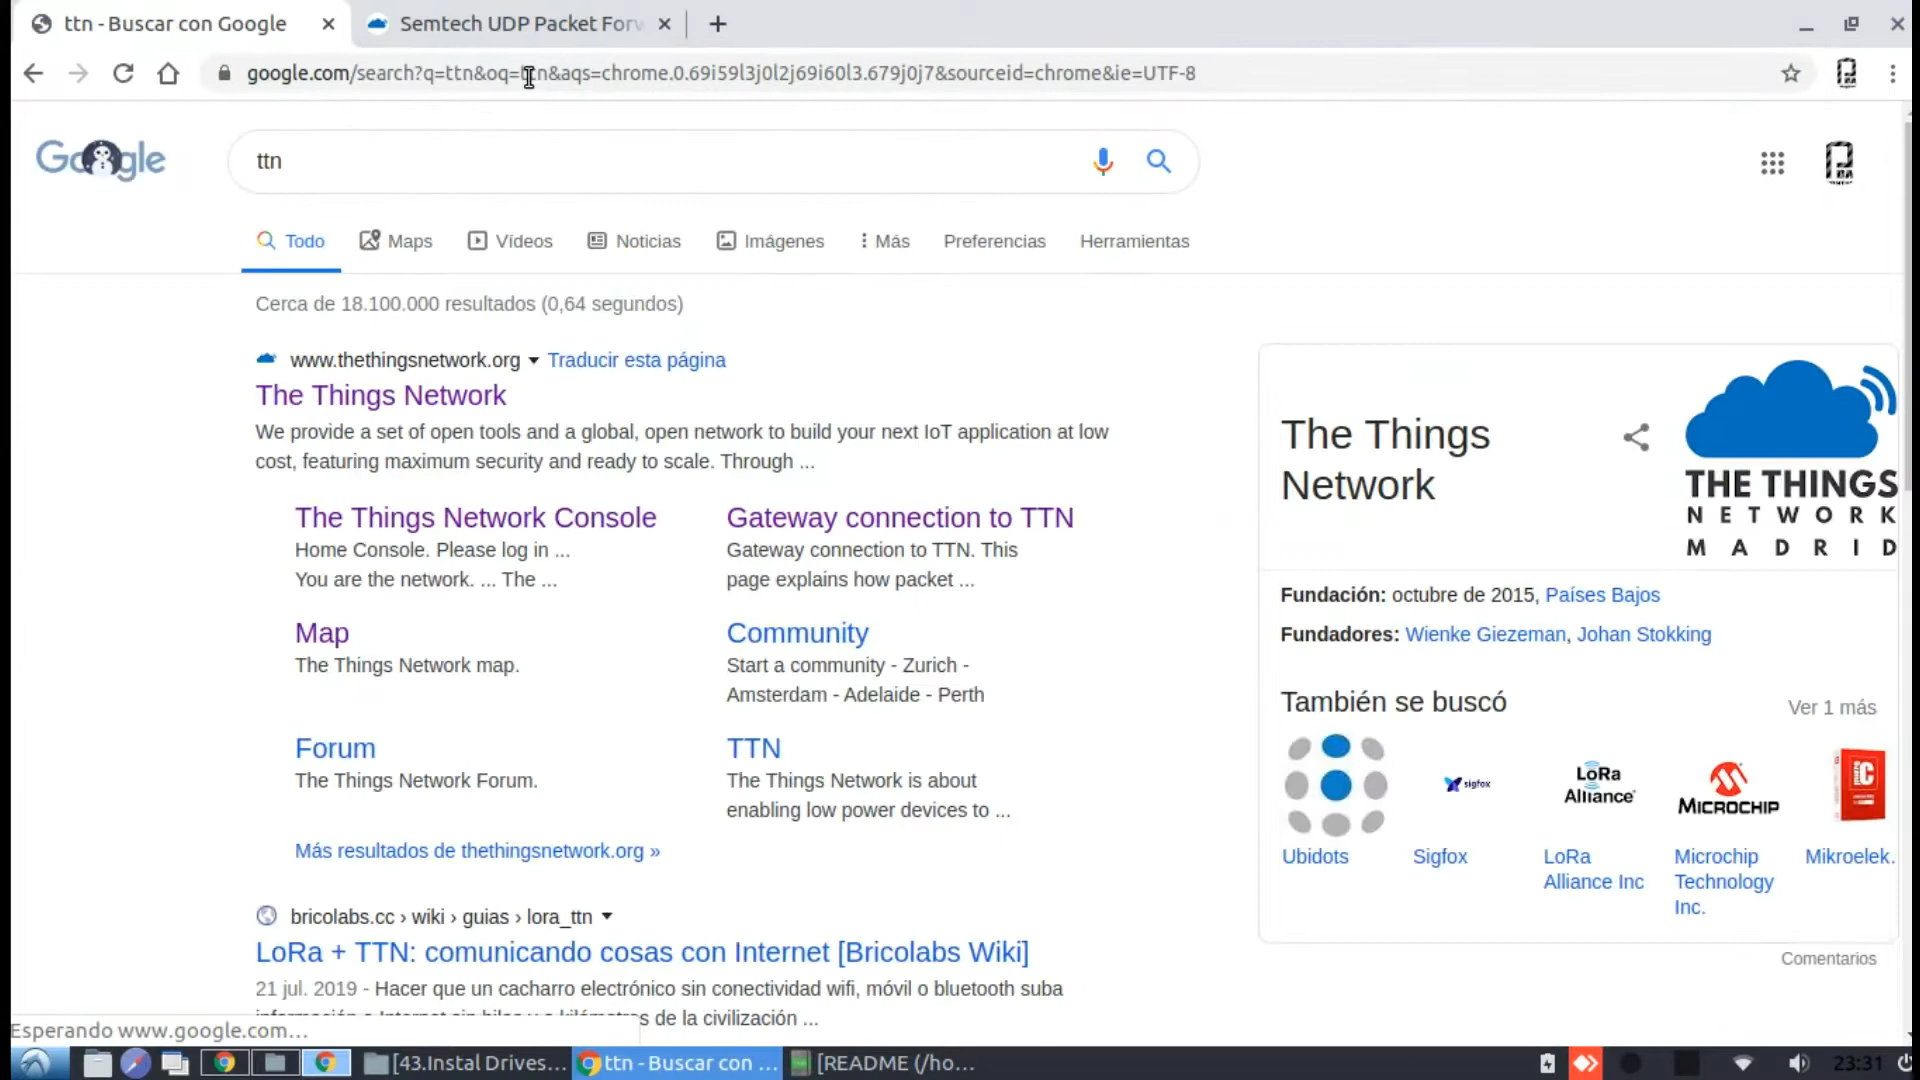 ttn - Buscar con Google
Semtech UDP Packet Forw
google.com/search?q=ttn&oq=ttn&aqs=chrome.0.69i59l3j0l2j69i60l3.679j0j7&sourceid=chrome&ie=UTF-8
Google
ttn
Todo
Maps
Vídeos
Noticias
Imágenes
Más
Preferencias
Herramientas
Cerca de 18.100.000 resultados (0,64 segundos)
www.thethingsnetwork.org
Traducir esta página
The Things Network
We provide a set of open tools and a global, open network to build your next IoT application at low
cost, featuring maximum security and ready to scale. Through ...
The Things Network Console
Home Console. Please log in ...
You are the network. ... The ...
Gateway connection to TTN
Gateway connection to TTN. This
page explains how packet ...
Map
The Things Network map.
Community
Start a community - Zurich -
Amsterdam - Adelaide - Perth
Forum
The Things Network Forum.
TTN
The Things Network is about
enabling low power devices to ...
Más resultados de thethingsnetwork.org »
bricolabs.cc › wiki › guias › lora_ttn
LoRa + TTN: comunicando cosas con Internet [Bricolabs Wiki]
21 jul. 2019 - Hacer que un cacharro electrónico sin conectividad wifi, móvil o bluetooth suba
s de la civilización ...
The Things
Network
THE THINGS
NETWORK
MADRID
Fundación: octubre de 2015, Países Bajos
Fundadores: Wienke Giezeman, Johan Stokking
También se buscó
Ver 1 más
sigfox
LoRa
Alliance
MICROCHIP
Ubidots
Sigfox
LoRa
Alliance Inc
Microchip
Technology
Inc.
Mikroelek.
Comentarios
Esperando www.google.com...
[43.Instal Drives...
ttn - Buscar con ...
[README (/ho...
23:31